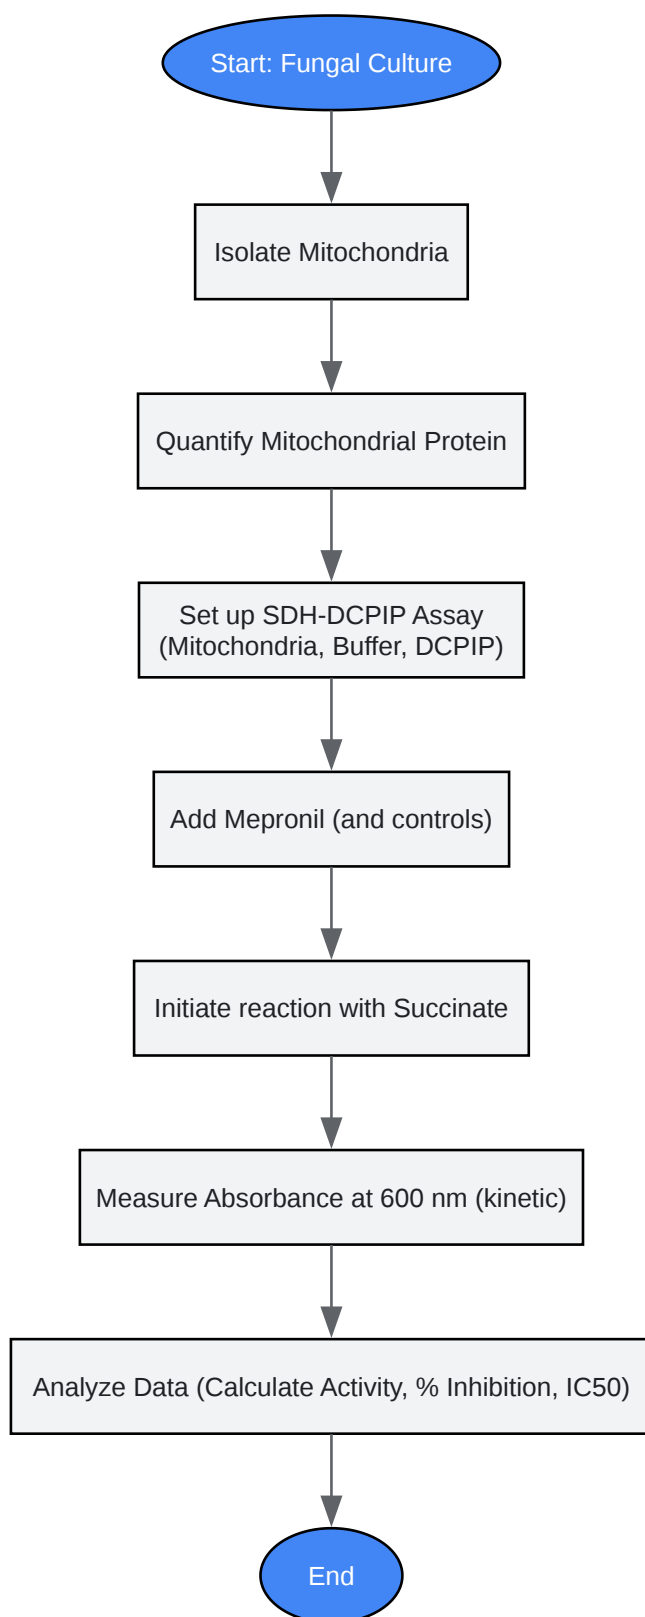 Start: Fungal Culture
Isolate Mitochondria
Quantify Mitochondrial Protein
Set up SDH-DCPIP Assay
(Mitochondria, Buffer, DCPIP)
Add Mepronil (and controls)
Initiate reaction with Succinate
Measure Absorbance at 600 nm (kinetic)
Analyze Data (Calculate Activity, % Inhibition, IC50)
End